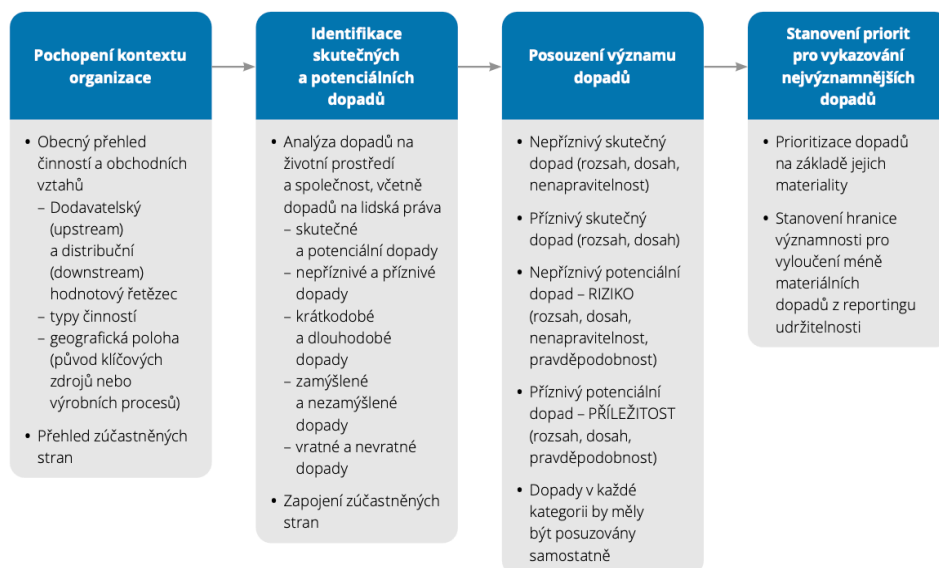 Pochopení kontextu
organizace
• Obecný přehled
činností a obchodních
vztahů
– Dodavatelský
(upstream)
a distribuční
(downstream)
hodnotový řetězec
– typy činností
– geografická poloha
(původ klíčových
zdrojů nebo
výrobních procesů)
• Přehled zúčastněných
stran
Identifikace
skutečných
a potenciálních
dopadů
• Analýza dopadů na
životní prostředí
a společnost, včetně
dopadů na lidská práva
– skutečné
a potenciální dopady
– nepříznivé a příznivé
dopady
– krátkodobé
a dlouhodobé
dopady
– zamýšlené
a nezamýšlené
dopady
– vratné a nevratné
dopady
• Zapojení zúčastněných
stran
Posouzení významu
dopadů
• Nepříznivý skutečný
dopad (rozsah, dosah,
nenapravitelnost)
• Příznivý skutečný
dopad (rozsah, dosah)
• Nepříznivý potenciální
dopad – RIZIKO
(rozsah, dosah,
nenapravitelnost,
pravděpodobnost)
• Příznivý potenciální
dopad – PŘÍLEŽITOST
(rozsah, dosah,
pravděpodobnost)
• Dopady v každé
kategorii by měly
být posuzovány
samostatně
Stanovení priorit
pro vykazování
nejvýznamnějších
dopadů
• Prioritizace dopadů
na základě jejich
materiality
• Stanovení hranice
významnosti pro
vyloučení méně
materiálních
dopadů z reportingu
udržitelnosti